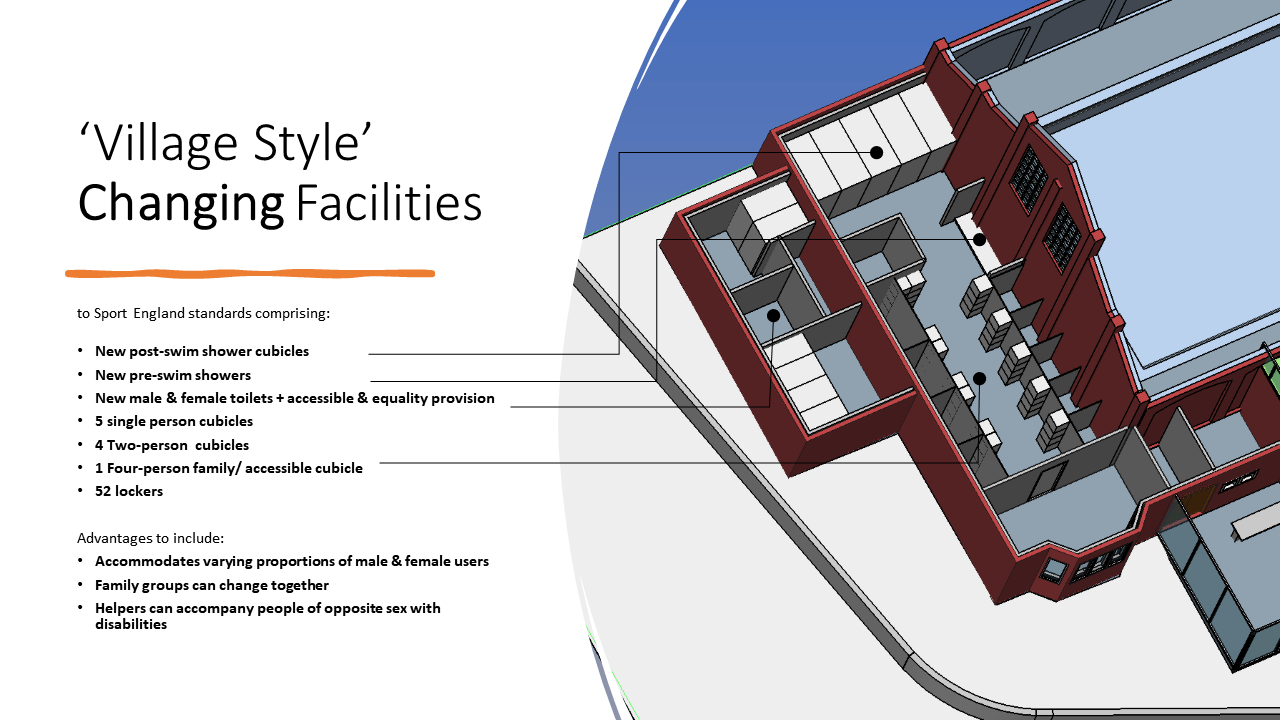 ‘Village Style’
Changing Facilities
to Sport England standards comprising:
• New post-swim shower cubicles
• New pre-swim showers
• New male & female toilets + accessible & equality provision
• 5 single person cubicles
• 4 Two-person cubicles
• 1 Four-person family/ accessible cubicle
• 52 lockers
Advantages to include:
• Accommodates varying proportions of male & female users
• Family groups can change together
• Helpers can accompany people of opposite sex with
disabilities